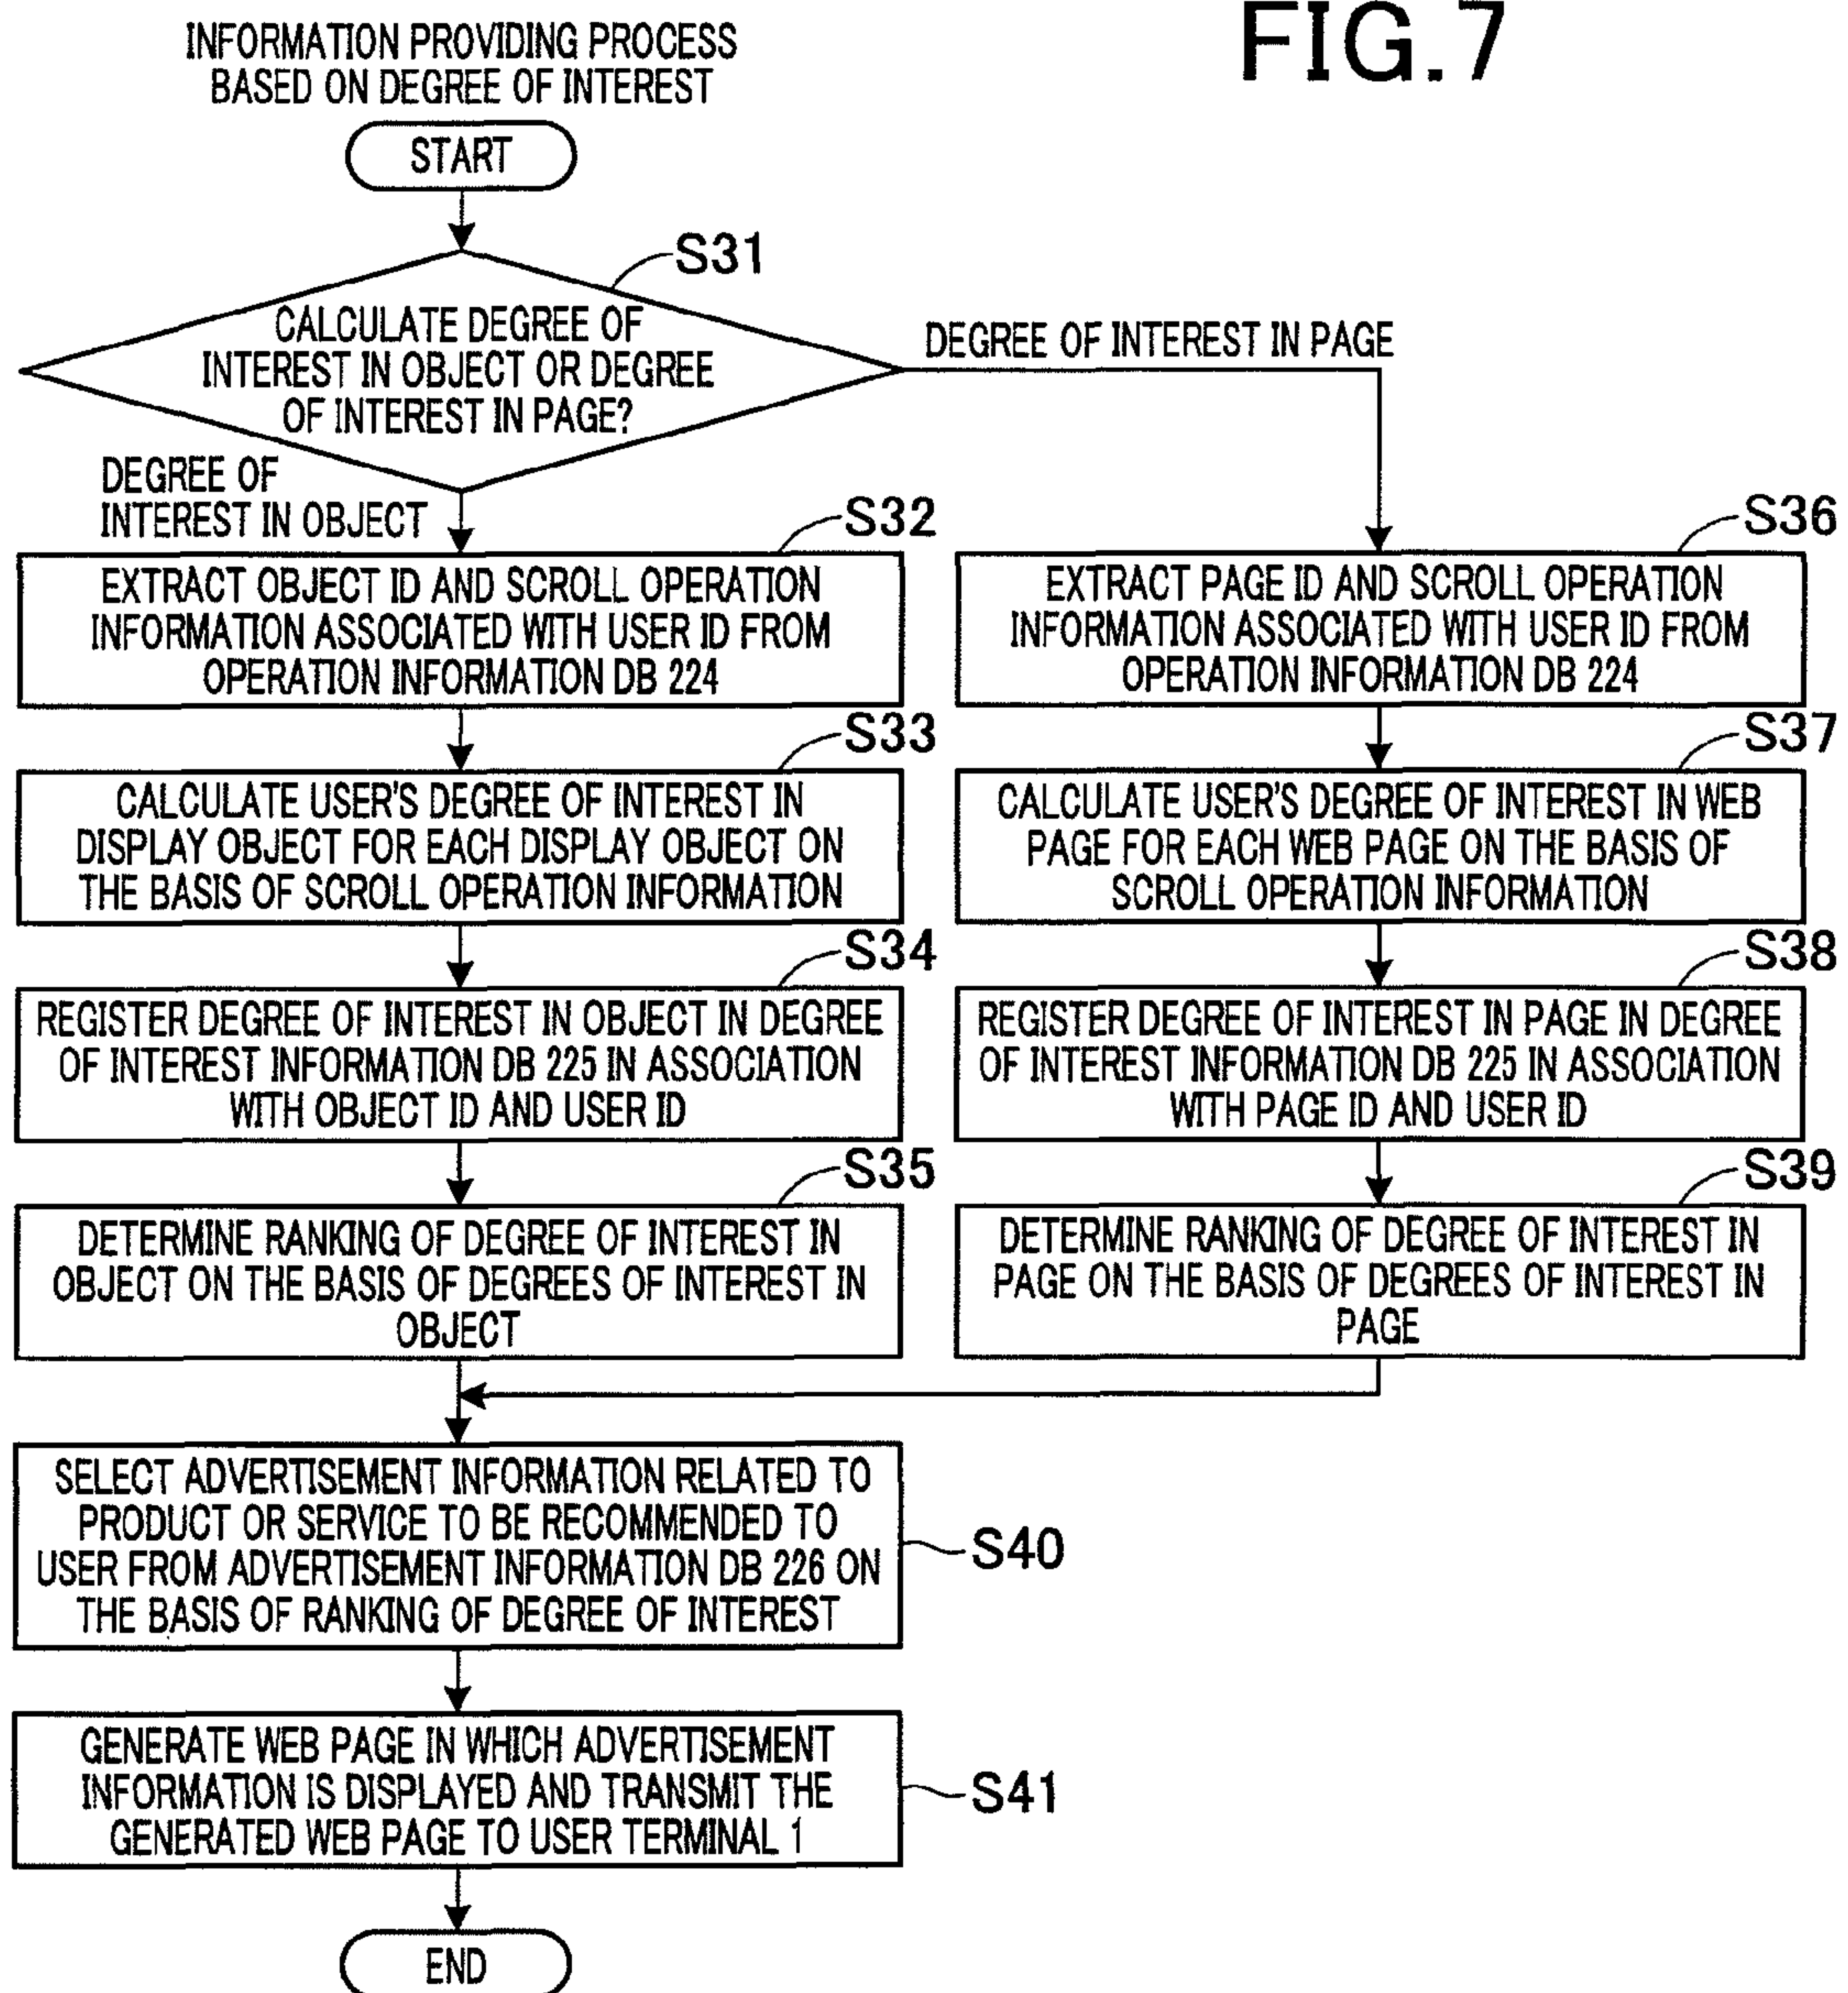 FIG.7
INFORMATION PROVIDING PROCESS
BASED ON DEGREE OF INTEREST
START
S31
CALCULATE DEGREE OF
INTEREST IN OBJECT OR DEGREE
OF INTEREST IN PAGE?
DEGREE OF INTEREST IN PAGE
DEGREE OF
INTEREST IN OBJECT
S32
EXTRACT OBJECT ID AND SCROLL OPERATION
INFORMATION ASSOCIATED WITH USER ID FROM
OPERATION INFORMATION DB 224
S36
EXTRACT PAGE ID AND SCROLL OPERATION
INFORMATION ASSOCIATED WITH USER ID FROM
OPERATION INFORMATION DB 224
S33
CALCULATE USER'S DEGREE OF INTEREST IN
DISPLAY OBJECT FOR EACH DISPLAY OBJECT ON
THE BASIS OF SCROLL OPERATION INFORMATION
S37
CALCULATE USER'S DEGREE OF INTEREST IN WEB
PAGE FOR EACH WEB PAGE ON THE BASIS OF
SCROLL OPERATION INFORMATION
S34
REGISTER DEGREE OF INTEREST IN OBJECT IN DEGREE
OF INTEREST INFORMATION DB 225 IN ASSOCIATION
WITH OBJECT ID AND USER ID
S38
REGISTER DEGREE OF INTEREST IN PAGE IN DEGREE
OF INTEREST INFORMATION DB 225 IN ASSOCIATION
WITH PAGE ID AND USER ID
S35
DETERMINE RANKING OF DEGREE OF INTEREST IN
OBJECT ON THE BASIS OF DEGREES OF INTEREST IN
OBJECT
S39
DETERMINE RANKING OF DEGREE OF INTEREST IN
PAGE ON THE BASIS OF DEGREES OF INTEREST IN
PAGE
SELECT ADVERTISEMENT INFORMATION RELATED TO
PRODUCT OR SERVICE TO BE RECOMMENDED TO
USER FROM ADVERTISEMENT INFORMATION DB 226 ON
THE BASIS OF RANKING OF DEGREE OF INTEREST
S40
GENERATE WEB PAGE IN WHICH ADVERTISEMENT
INFORMATION IS DISPLAYED AND TRANSMIT THE
GENERATED WEB PAGE TO USER TERMINAL 1
S41
END